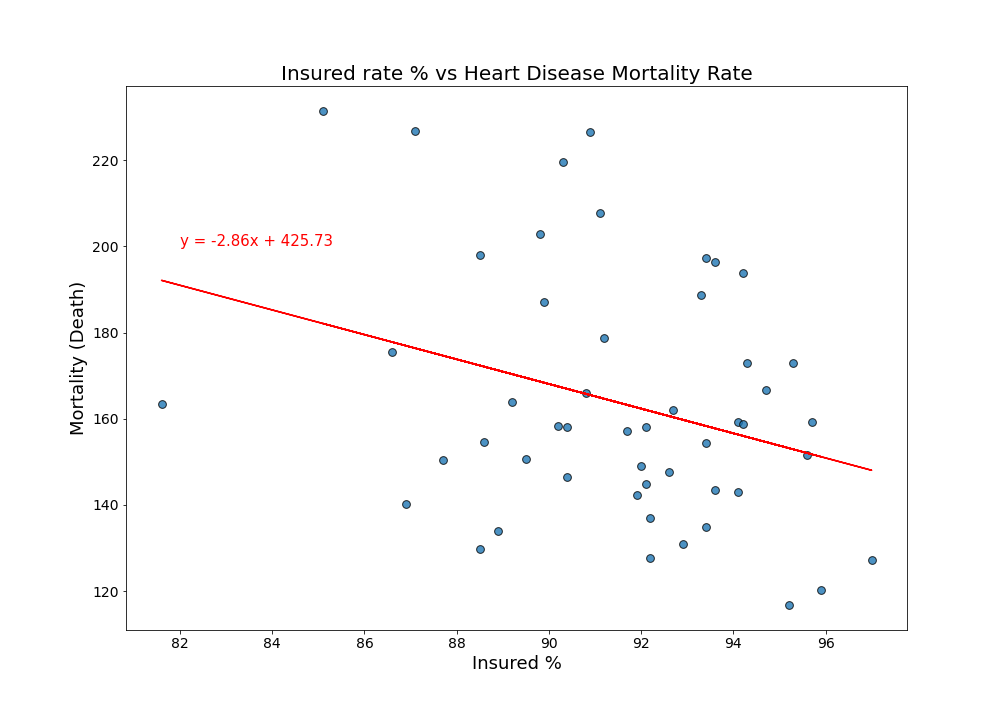 Insured rate % vs Heart Disease Mortality Rate
220
200
180
160
140
120
Mortality (Death)
y = -2.86x + 425.73
82 84 86 88 90 92 94 96
Insured %